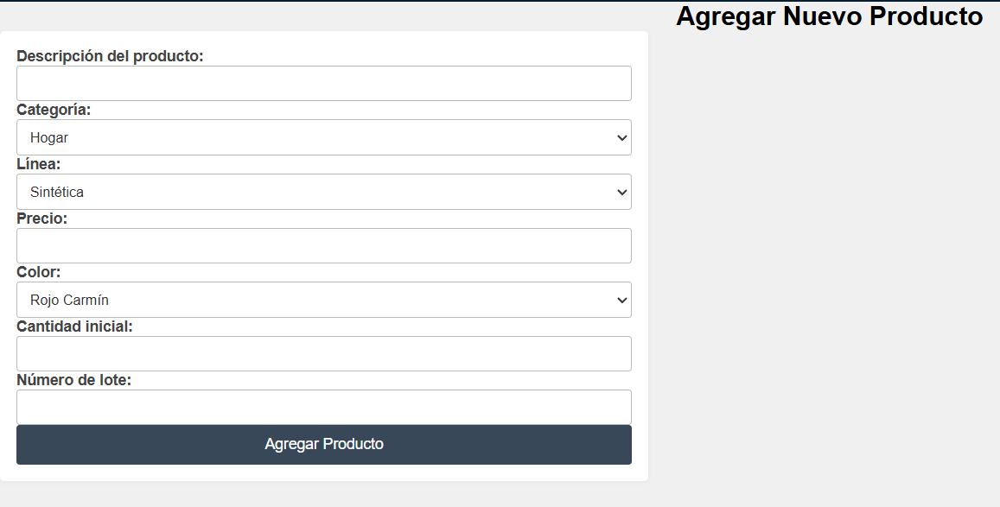 Agregar Nuevo Producto
Descripción del producto:
Categoría:
Hogar
Línea:
Sintética
Precio:
Color:
Rojo Carmín
Cantidad inicial:
Número de lote:
Agregar Producto